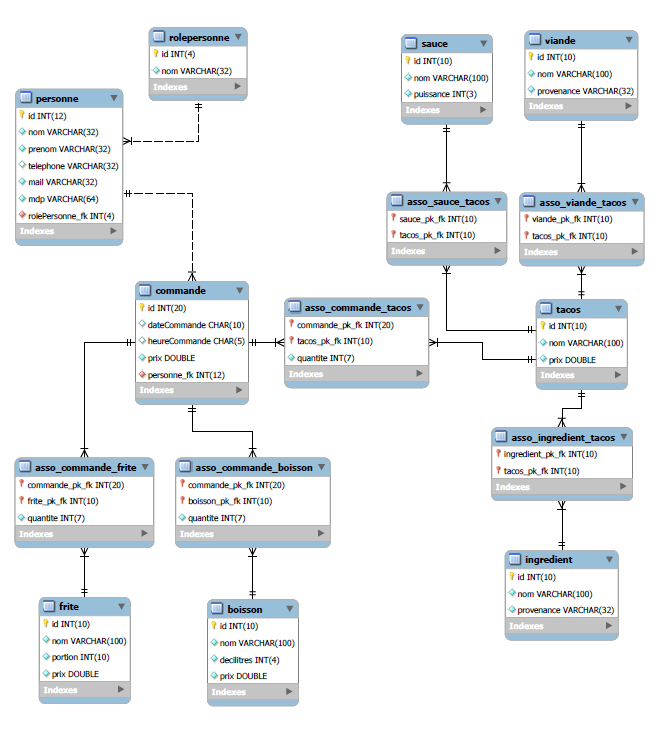 rolepersonne
id INT(4)
nom VARCHAR(32)
Indexes
personne
id INT(12)
nom VARCHAR(32)
prenom VARCHAR(32)
telephone VARCHAR(32)
mail VARCHAR(32)
mdp VARCHAR(64)
rolePersonne_fk INT(4)
Indexes
sauce
id INT(10)
nom VARCHAR(100)
puissance INT(3)
Indexes
viande
id INT(10)
nom VARCHAR(100)
provenance VARCHAR(32)
Indexes
asso_sauce_tacos
sauce_pk_fk INT(10)
tacos_pk_fk INT(10)
Indexes
asso_viande_tacos
viande_pk_fk INT(10)
tacos_pk_fk INT(10)
Indexes
commande
id INT(20)
dateCommande CHAR(10)
heureCommande CHAR(5)
prix DOUBLE
personne_fk INT(12)
Indexes
asso_commande_tacos
commande_pk_fk INT(20)
tacos_pk_fk INT(10)
quantite INT(7)
Indexes
tacos
id INT(10)
nom VARCHAR(100)
prix DOUBLE
Indexes
asso_ingredient_tacos
ingredient_pk_fk INT(10)
tacos_pk_fk INT(10)
Indexes
asso_commande_frite
commande_pk_fk INT(20)
frite_pk_fk INT(10)
quantite INT(7)
Indexes
asso_commande_boisson
commande_pk_fk INT(20)
boisson_pk_fk INT(10)
quantite INT(7)
Indexes
ingredient
id INT(10)
nom VARCHAR(100)
provenance VARCHAR(32)
Indexes
frite
id INT(10)
nom VARCHAR(100)
portion INT(10)
prix DOUBLE
Indexes
boisson
id INT(10)
nom VARCHAR(100)
decilitres INT(4)
prix DOUBLE
Indexes